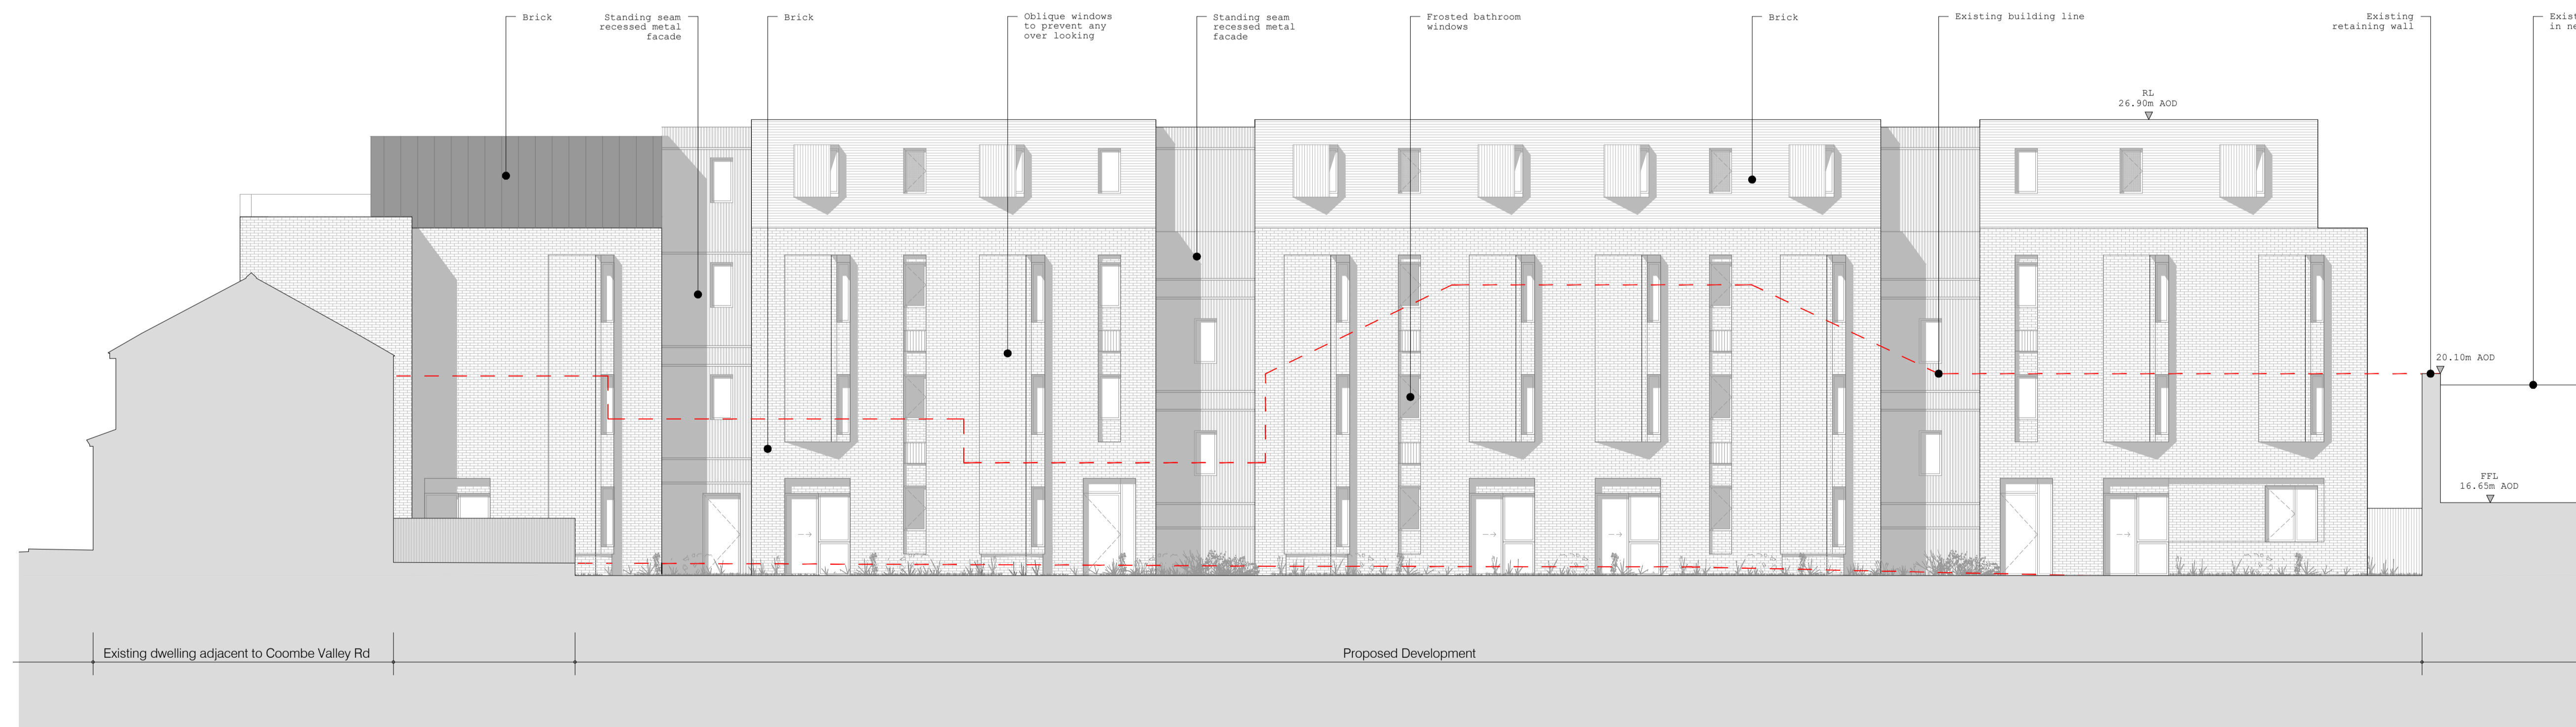 Brick
Standing seam
recessed metal
facade
Brick
Oblique windows
to prevent any
over looking
Standing seam
recessed metal
facade
Frosted bathroom
windows
Brick
Existing building line
Existing
retaining wall
in
RL
26.90m AOD
20.10m AOD
FFL
16.65m AOD
Existing dwelling adjacent to Coombe Valley Rd
Proposed Development